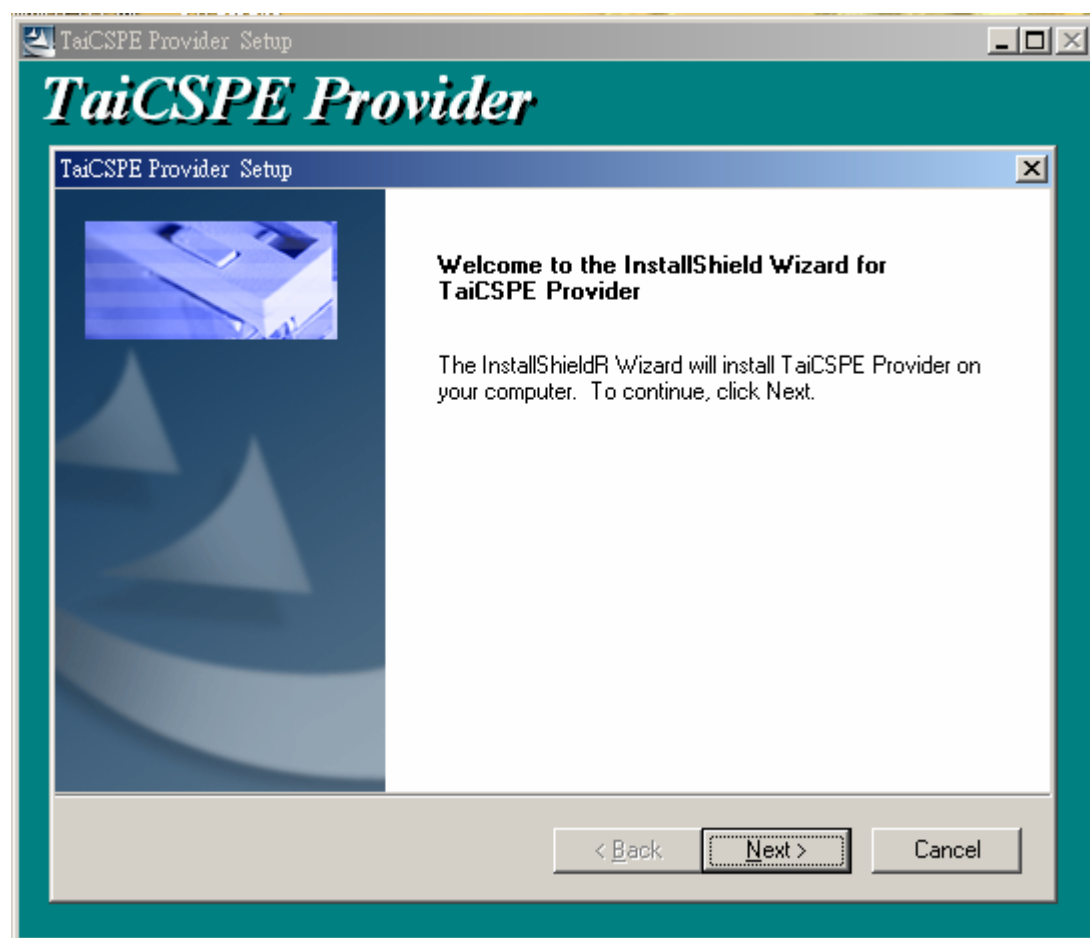 TaiCSPE Provider Setup
TaiCSPE Provider
TaiCSPE Provider Setup
Welcome to the InstallShield Wizard for
TaiCSPE Provider
The InstallShieldR Wizard will install TaiCSPE Provider on
your computer. To continue, click Next.
< Back Next > Cancel